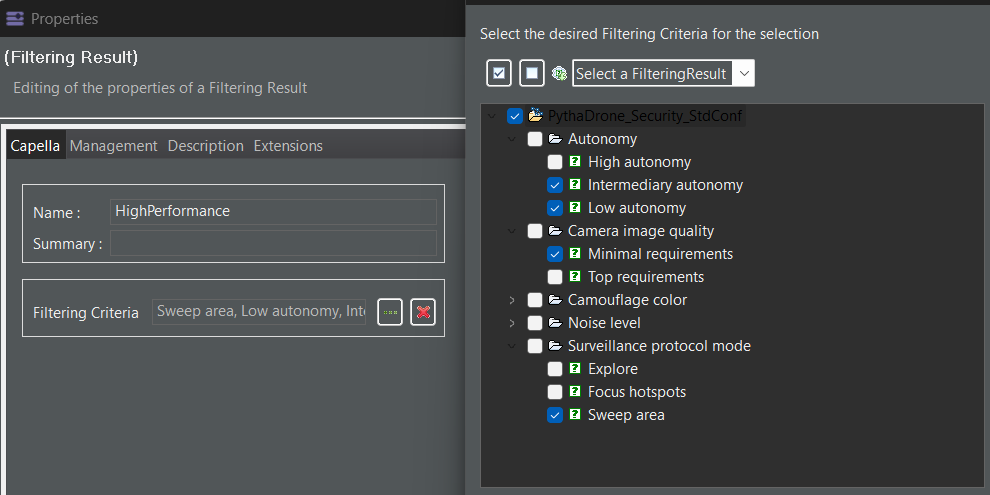 Properties
(Filtering Result)
Editing of the properties of a Filtering Result
Capella Management Description Extensions
Name : HighPerformance
Summary :
Filtering Criteria Sweep area, Low autonomy, Inte
Select the desired Filtering Criteria for the selection
Select a FilteringResult
PythaDrone_Security_StdConf
Autonomy
High autonomy
Intermediary autonomy
Low autonomy
Camera image quality
Minimal requirements
Top requirements
Camouflage color
Noise level
Surveillance protocol mode
Explore
Focus hotspots
Sweep area